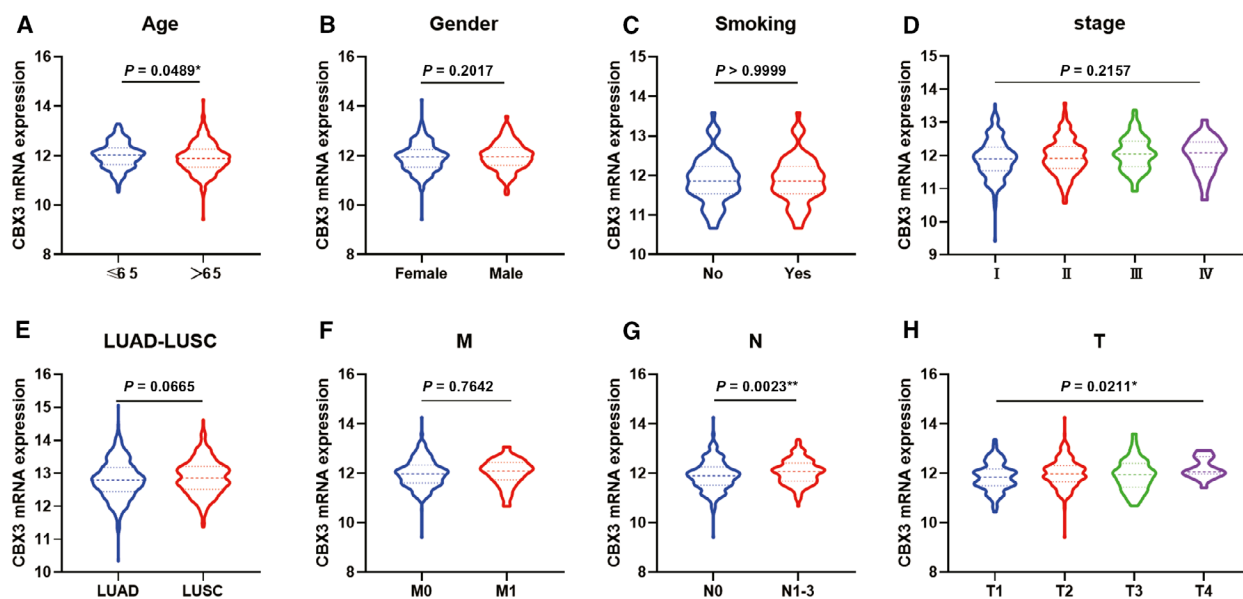 A Age
CBX3 mRNA expression
16
14
12
10
8
P = 0.0489*
≤65 >65
B Gender
CBX3 mRNA expression
16
14
12
10
8
P = 0.2017
Female Male
C Smoking
CBX3 mRNA expression
14
13
12
11
10
P > 0.9999
No Yes
D stage
CBX3 mRNA expression
15
14
13
12
11
10
9
P = 0.2157
I II III IV
E LUAD-LUSC
CBX3 mRNA expression
16
15
14
13
12
11
10
P = 0.0665
LUAD LUSC
F M
CBX3 mRNA expression
16
14
12
10
8
P = 0.7642
M0 M1
G N
CBX3 mRNA expression
16
14
12
10
8
P = 0.0023**
N0 N1-3
H T
CBX3 mRNA expression
16
14
12
10
8
P = 0.0211*
T1 T2 T3 T4